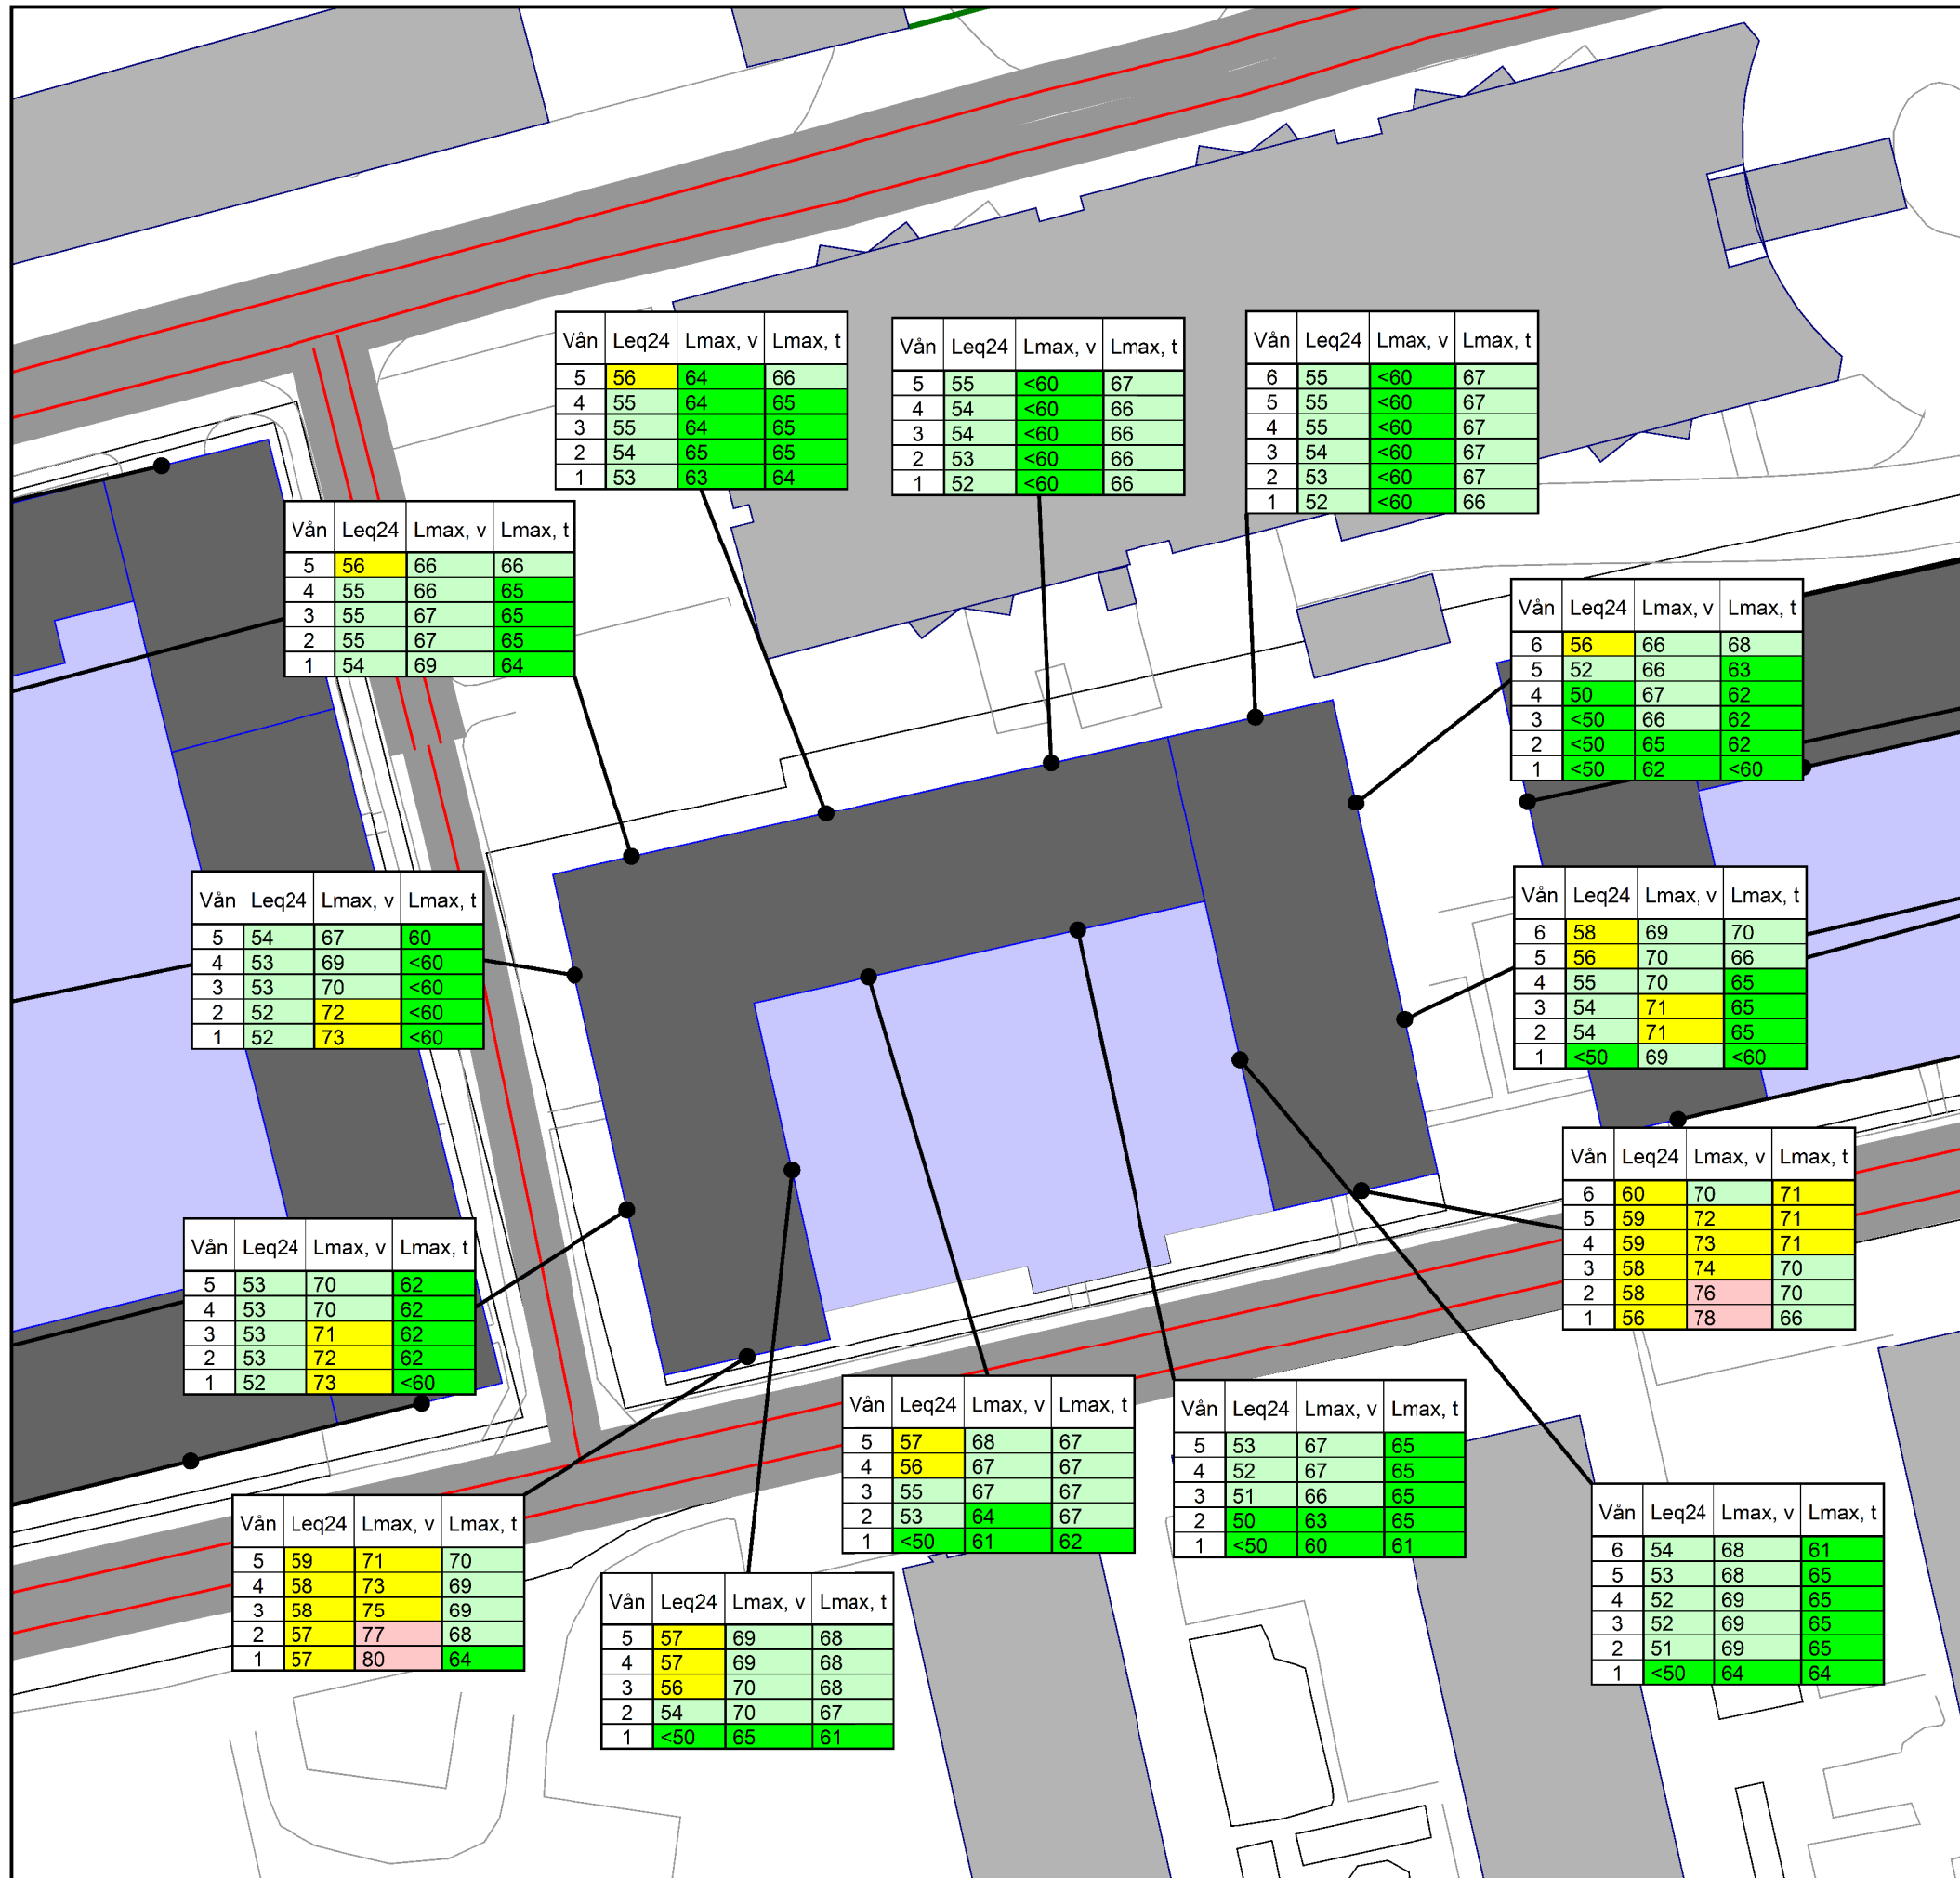 Vån Leq24 Lmax, v Lmax, t
5 56 64 66
4 55 64 65
3 55 64 65
2 54 65 65
1 53 63 64
Vån Leq24 Lmax, v Lmax, t
5 55 <60 67
4 54 <60 66
3 54 <60 66
2 53 <60 66
1 52 <60 66
Vån Leq24 Lmax, v Lmax, t
6 55 <60 67
5 55 <60 67
4 55 <60 67
3 54 <60 67
2 53 <60 67
1 52 <60 66
Vån Leq24 Lmax, v Lmax, t
5 56 66 66
4 55 66 65
3 55 67 65
2 55 67 65
1 54 69 64
Vån Leq24 Lmax, v Lmax, t
6 56 66 68
5 52 66 63
4 50 67 62
3 <50 66 62
2 <50 65 62
1 <50 62 <60
Vån Leq24 Lmax, v Lmax, t
5 54 67 60
4 53 69 <60
3 53 70 <60
2 52 72 <60
1 52 73 <60
Vån Leq24 Lmax, v Lmax, t
6 58 69 70
5 56 70 66
4 55 70 65
3 54 71 65
2 54 71 65
1 <50 69 <60
Vån Leq24 Lmax, v Lmax, t
6 60 70 71
5 59 72 71
4 59 73 71
3 58 74 70
2 58 76 70
1 56 78 66
Vån Leq24 Lmax, v Lmax, t
5 53 70 62
4 53 70 62
3 53 71 62
2 53 72 62
1 52 73 <60
Vån Leq24 Lmax, v Lmax, t
5 57 68 67
4 56 67 67
3 55 67 67
2 53 64 67
1 <50 61 62
Vån Leq24 Lmax, v Lmax, t
5 53 67 65
4 52 67 65
3 51 66 65
2 50 63 65
1 <50 60 61
Vån Leq24 Lmax, v Lmax, t
6 54 68 61
5 53 68 65
4 52 69 65
3 52 69 65
2 51 69 65
1 <50 64 64
Vån Leq24 Lmax, v Lmax, t
5 59 71 70
4 58 73 69
3 58 75 69
2 57 77 68
1 57 80 64
Vån Leq24 Lmax, v Lmax, t
5 57 69 68
4 57 69 68
3 56 70 68
2 54 70 67
1 <50 65 61